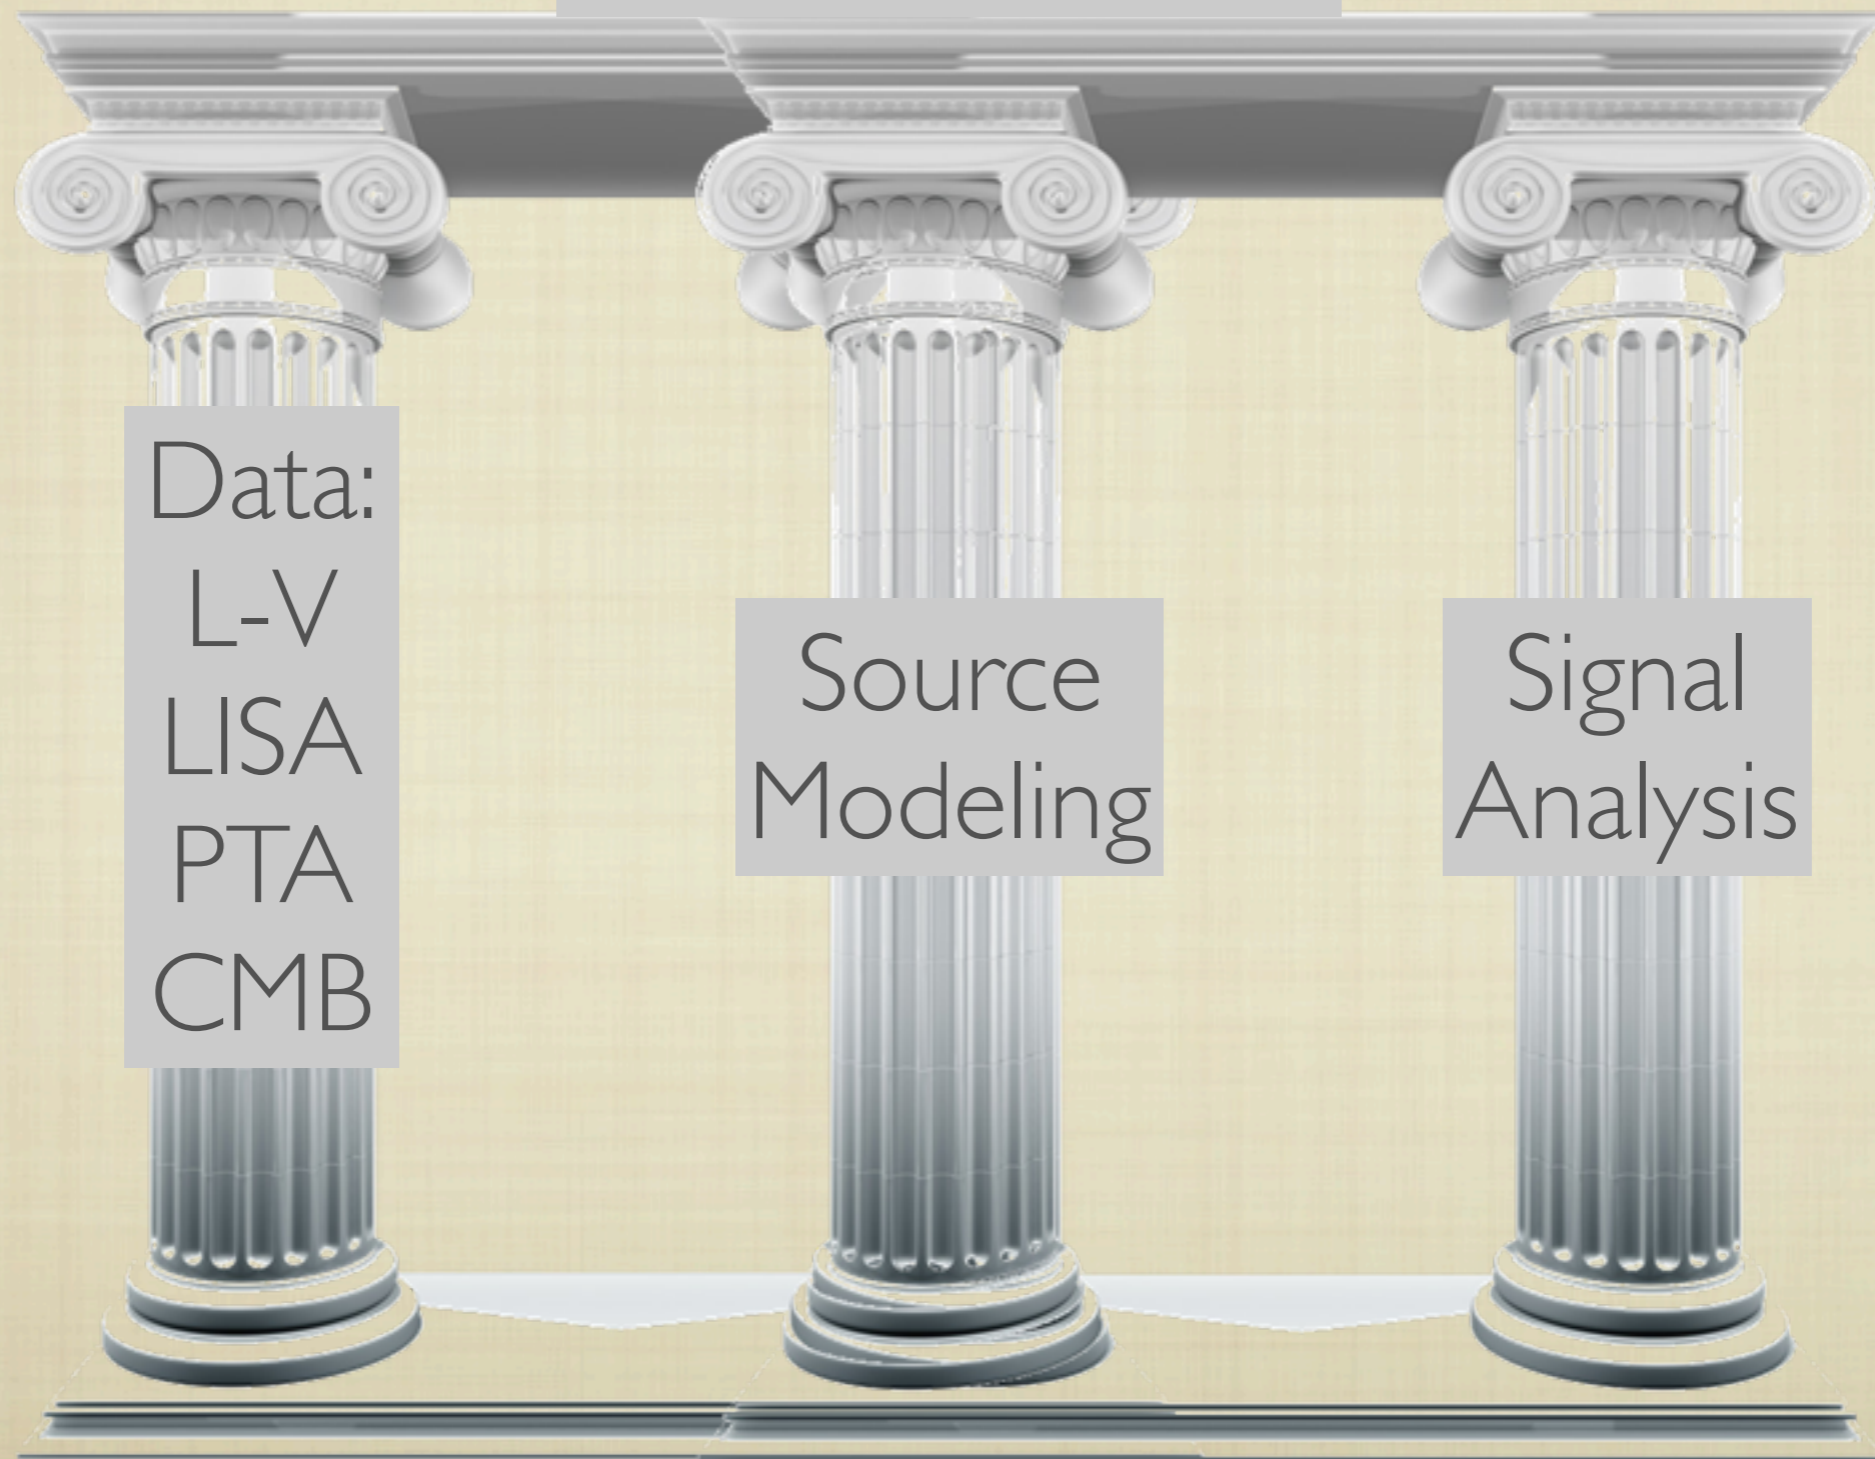 Data:
L-V
LISA
PTA
CMB
Source
Modeling
Signal
Analysis